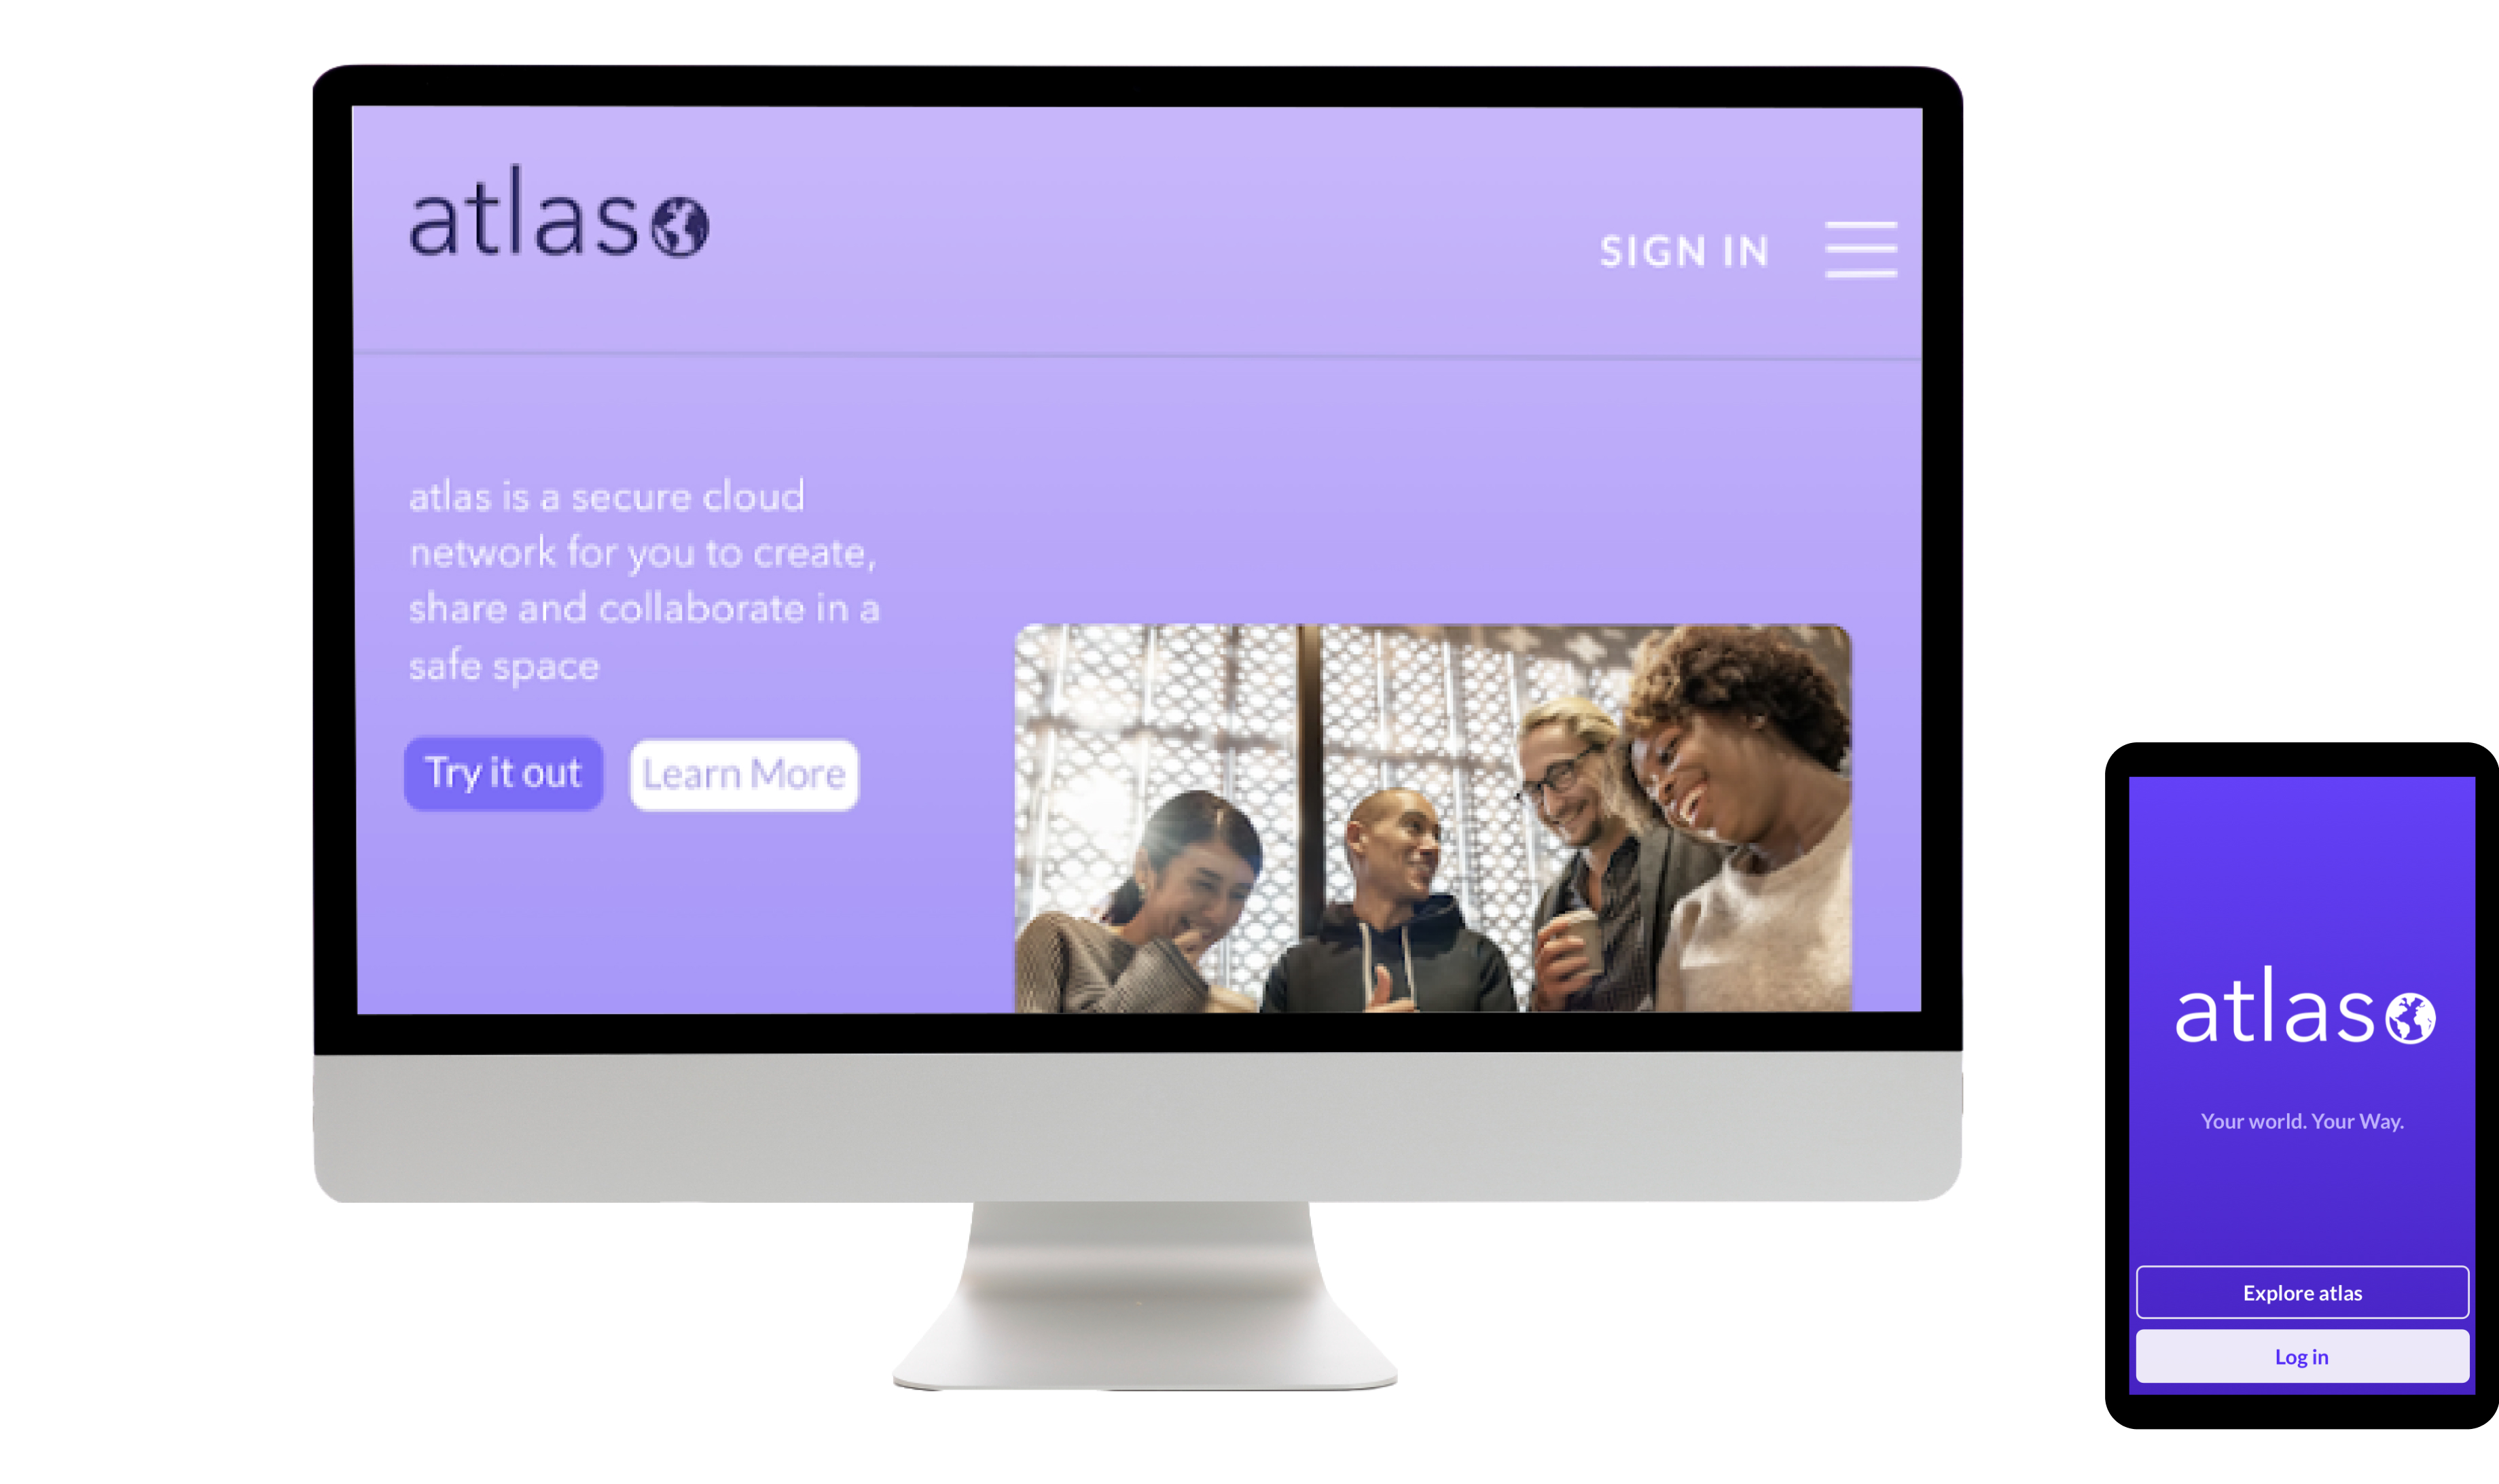 atlas
SIGN IN
atlas is a secure cloud
network for you to create,
share and collaborate in a
safe space
Try it out
Learn More
atlas
Your world. Your Way.
Explore atlas
Log in